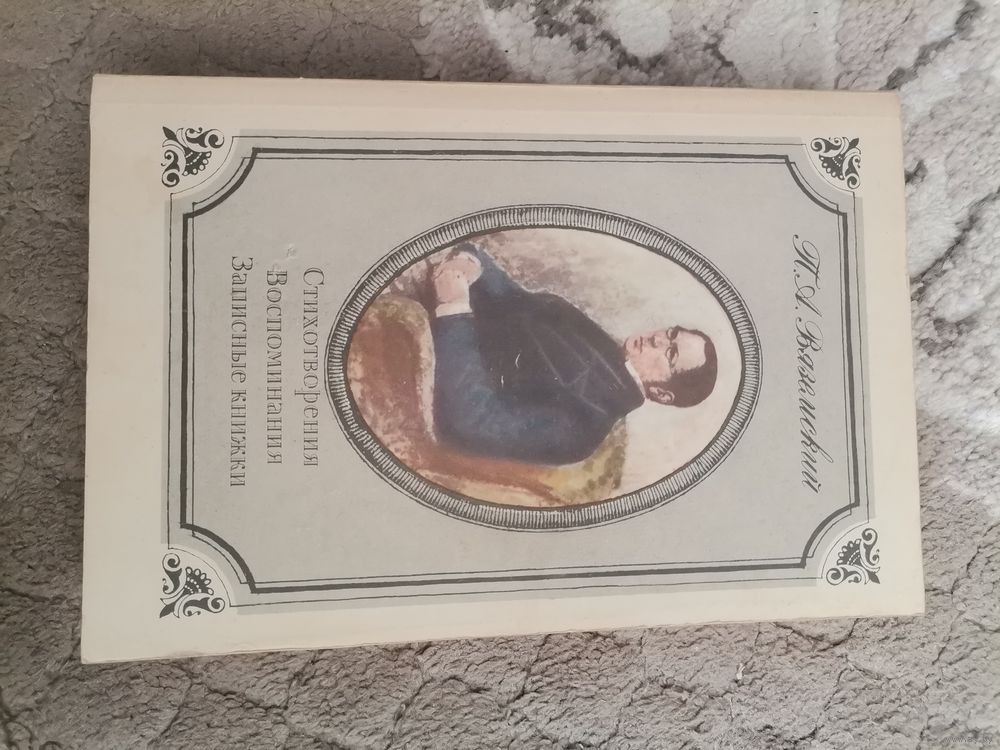 П. А. Вяземский
Стихотворения
Воспоминания
Записные книжки